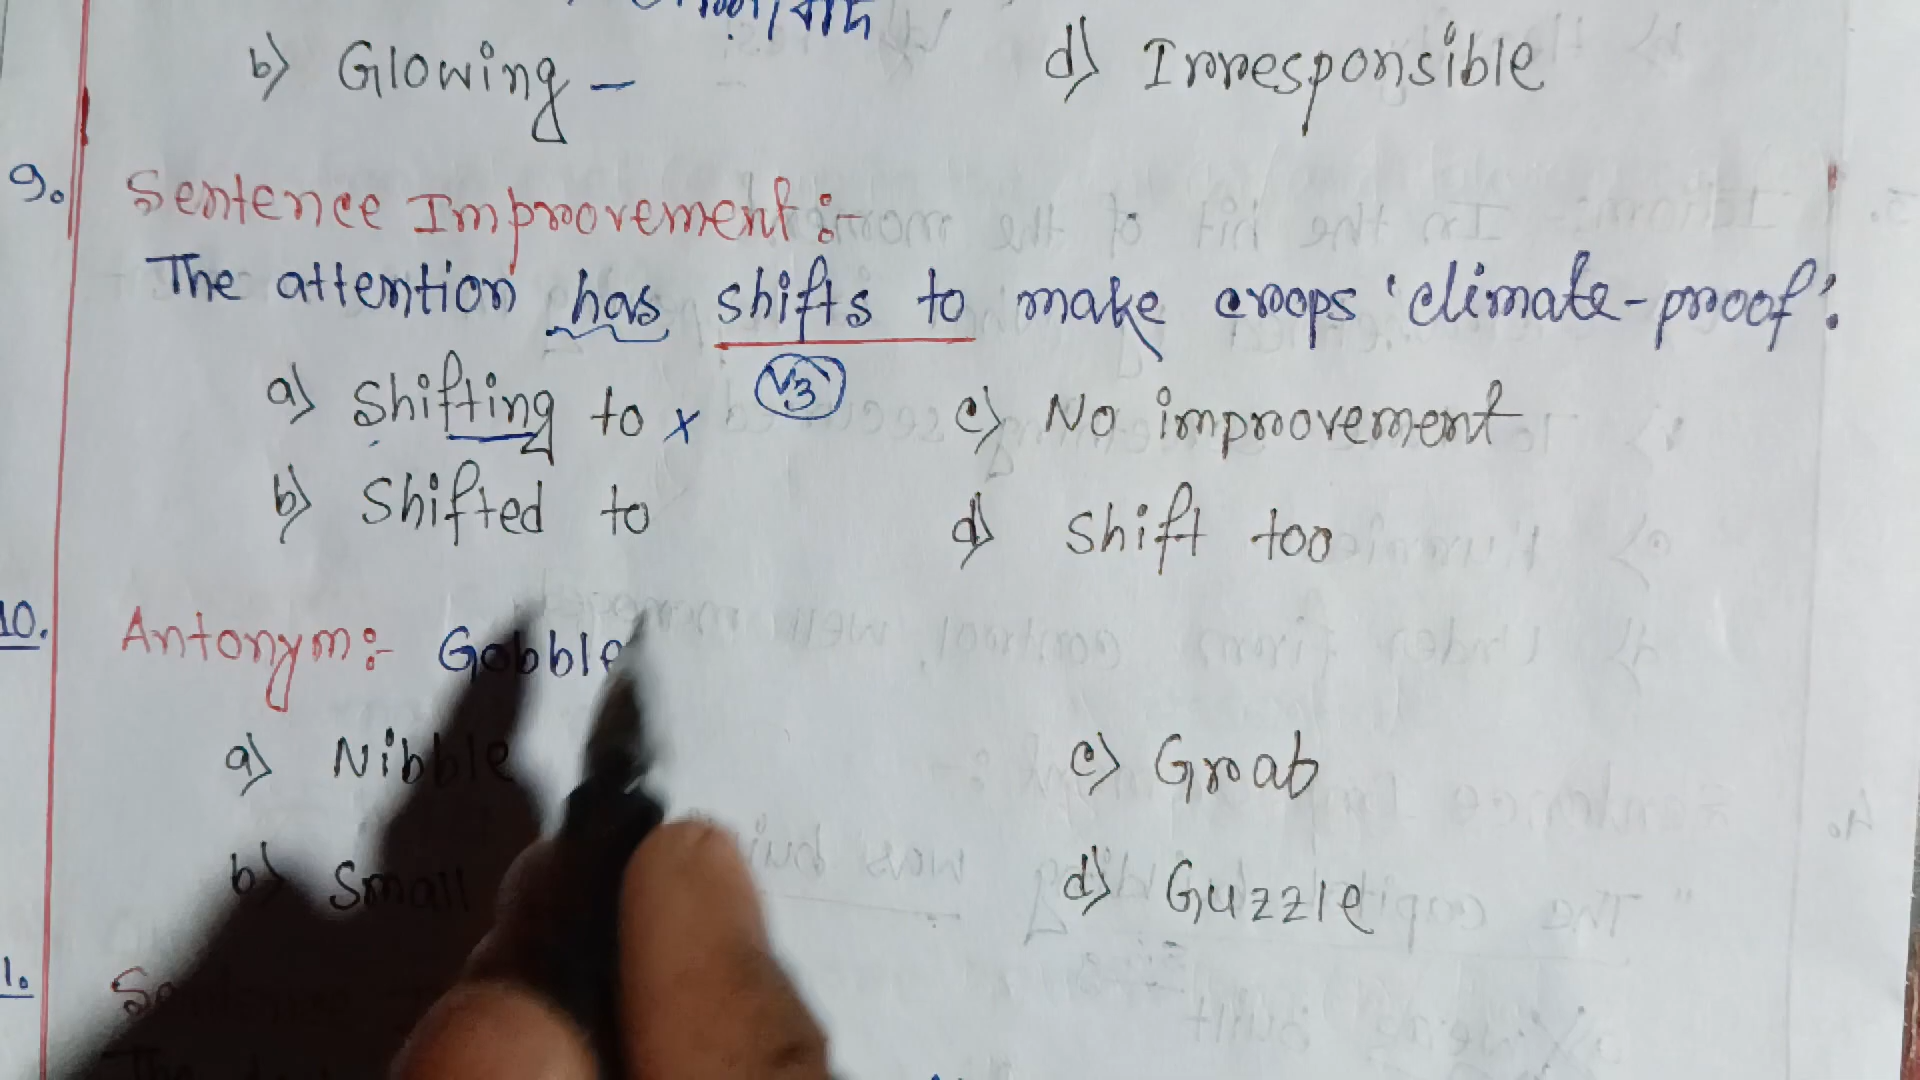 b) Glowing - d) Irresponsible
9. Sentence Improvement :-
The attention has shifts to make crops 'climate-proof'.
V3
a) Shifting to x c) No improvement
b) Shifted to d) Shift too
10. Antonym :- Gobble
a) Nibble c) Grab
b) Small d) Guzzle
1.